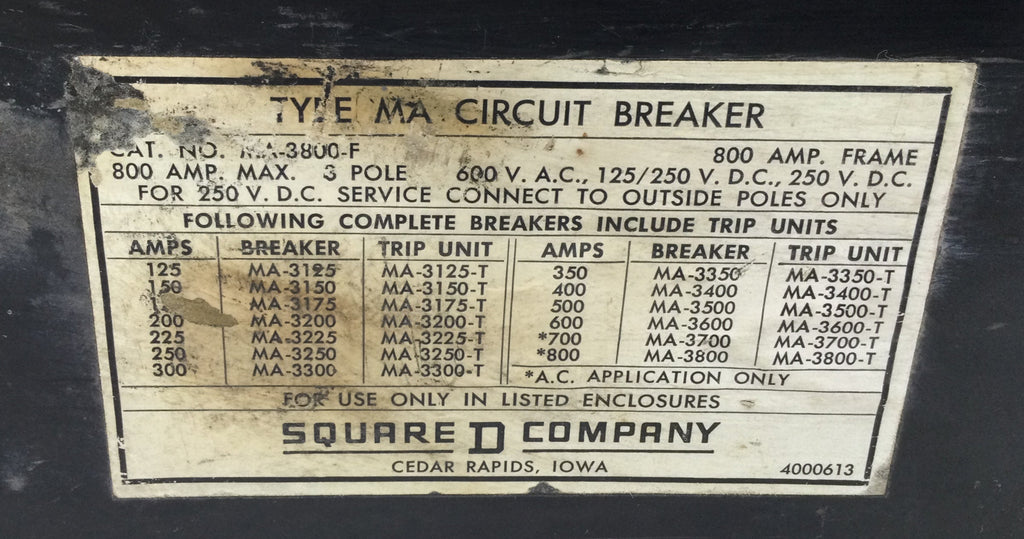 TYPE MA CIRCUIT BREAKER
CAT. NO. MA-3800-F 800 AMP. FRAME
800 AMP. MAX. 3 POLE 600 V. A.C., 125/250 V. D.C., 250 V. D.C.
FOR 250 V. D.C. SERVICE CONNECT TO OUTSIDE POLES ONLY
FOLLOWING COMPLETE BREAKERS INCLUDE TRIP UNITS
AMPS BREAKER TRIP UNIT AMPS BREAKER TRIP UNIT
125 MA-3125 MA-3125-T 350 MA-3350 MA-3350-T
150 MA-3150 MA-3150-T 400 MA-3400 MA-3400-T
MA-3175 MA-3175-T 500 MA-3500 MA-3500-T
200 MA-3200 MA-3200-T 600 MA-3600 MA-3600-T
225 MA-3225 MA-3225-T *700 MA-3700 MA-3700-T
250 MA-3250 MA-3250-T *800 MA-3800 MA-3800-T
300 MA-3300 MA-3300-T *A.C. APPLICATION ONLY
FOR USE ONLY IN LISTED ENCLOSURES
SQUARE D COMPANY
CEDAR RAPIDS, IOWA 4000613